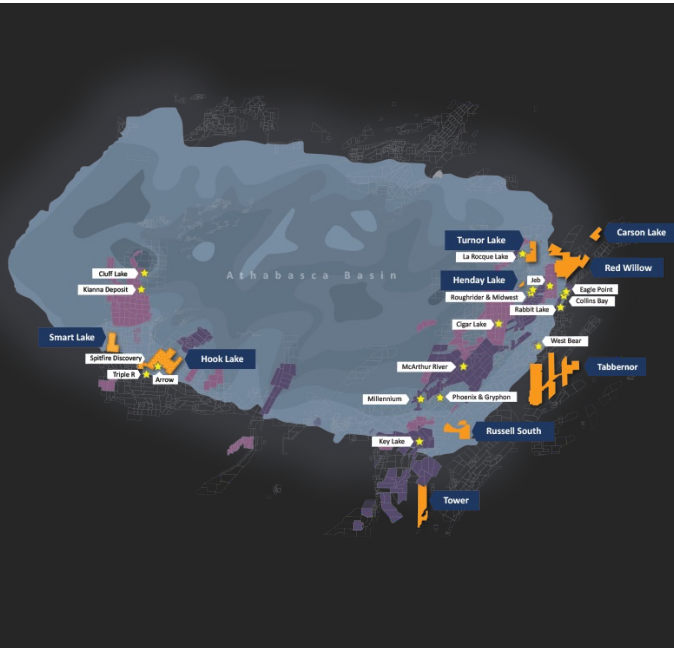 Carson Lake
Turnor Lake
La Rocque Lake
Red Willow
Athabasca Basin
Cluff Lake
Henday Lake
Jeb
Kianna Deposit
Eagle Point
Roughrider & Midwest
Collins Bay
Rabbit Lake
Cigar Lake
Smart Lake
West Bear
Spitfire Discovery
Hook Lake
McArthur River
Tabbernor
Triple R
Arrow
Millennium
Phoenix & Gryphon
Russell South
Key Lake
Tower